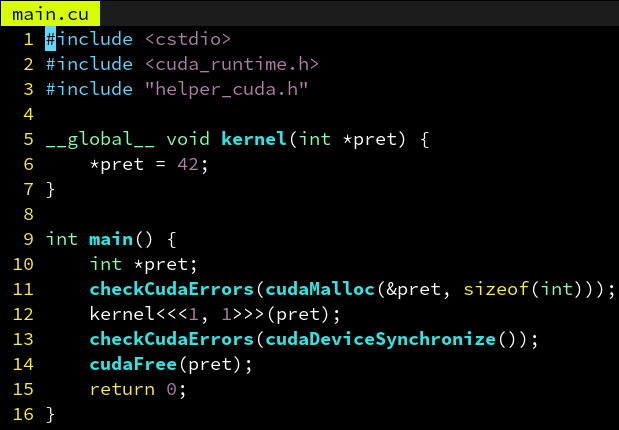 main.cu
1 #include <cstdio>
2 #include <cuda_runtime.h>
3 #include "helper_cuda.h"
4
5 __global__ void kernel(int *pret) {
6     *pret = 42;
7 }
8
9 int main() {
10     int *pret;
11     checkCudaErrors(cudaMalloc(&pret, sizeof(int)));
12     kernel<<<1, 1>>>(pret);
13     checkCudaErrors(cudaDeviceSynchronize());
14     cudaFree(pret);
15     return 0;
16 }